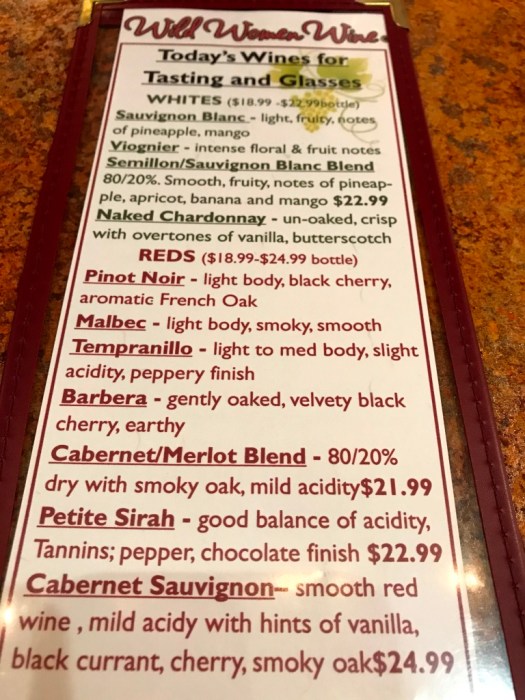 Wild Women Wine
Today's Wines for
Tasting and Glasses
WHITES ($18.99 -$22.99bottle)
Sauvignon Blanc - light, fruity, notes
of pineapple, mango
Viognier - intense floral & fruit notes
Semillon/Sauvignon Blanc Blend
80/20%. Smooth, fruity, notes of pineap-
ple, apricot, banana and mango $22.99
Naked Chardonnay - un-oaked, crisp
with overtones of vanilla, butterscotch
REDS ($18.99-$24.99 bottle)
Pinot Noir - light body, black cherry,
aromatic French Oak
Malbec - light body, smoky, smooth
Tempranillo - light to med body, slight
acidity, peppery finish
Barbera - gently oaked, velvety black
cherry, earthy
Cabernet/Merlot Blend - 80/20%
dry with smoky oak, mild acidity$21.99
Petite Sirah - good balance of acidity,
Tannins; pepper, chocolate finish $22.99
Cabernet Sauvignon-- smooth red
wine , mild acidy with hints of vanilla,
black currant, cherry, smoky oak$24.99